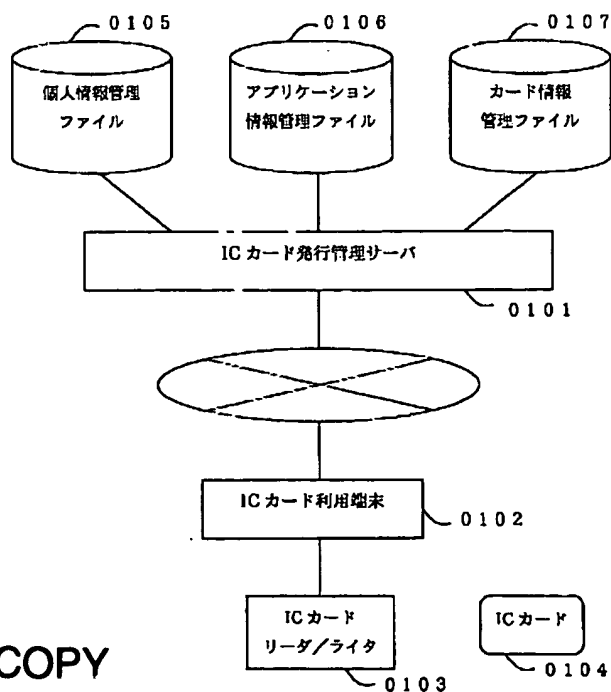 0105
0106
0107
個人情報管理
ファイル
アプリケーション
情報管理ファイル
カード情報
管理ファイル
ICカード発行管理サーバ
0101
ICカード利用端末
0102
ICカード
リーダ/ライタ
0103
ICカード
0104
COPY